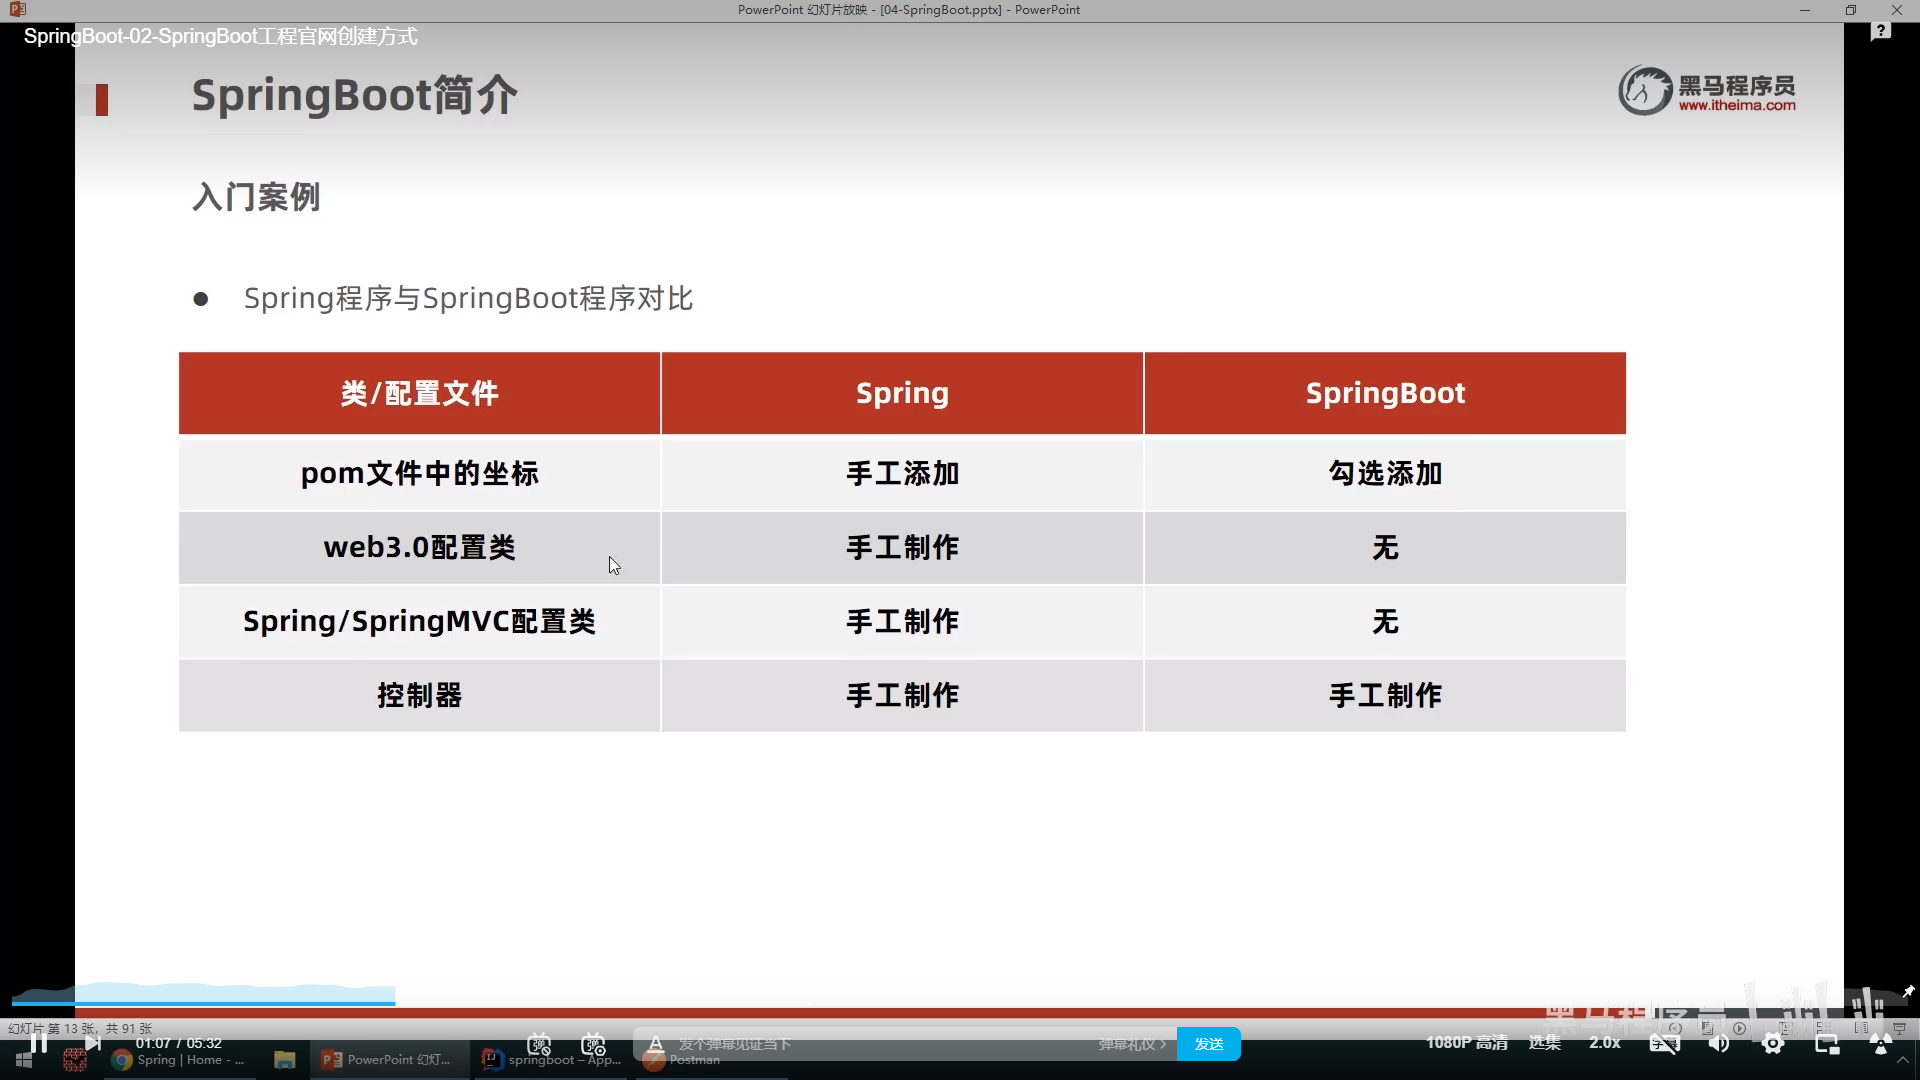 PowerPoint 幻灯片放映 - [04-SpringBoot.pptx] - PowerPoint
SpringBoot-02-SpringBoot工程官网创建方式
SpringBoot简介
黑马程序员
www.itheima.com
入门案例
● Spring程序与SpringBoot程序对比
类/配置文件 Spring SpringBoot
pom文件中的坐标 手工添加 勾选添加
web3.0配置类 手工制作 无
Spring/SpringMVC配置类 手工制作 无
控制器 手工制作 手工制作
幻灯片 第 13 张，共 91 张
01:07 / 05:32
发个弹幕见证当下
弹幕礼仪 >
发送
1080P 高清
选集
2.0x
Spring | Home - ...
PowerPoint 幻灯...
springboot – App...
Postman